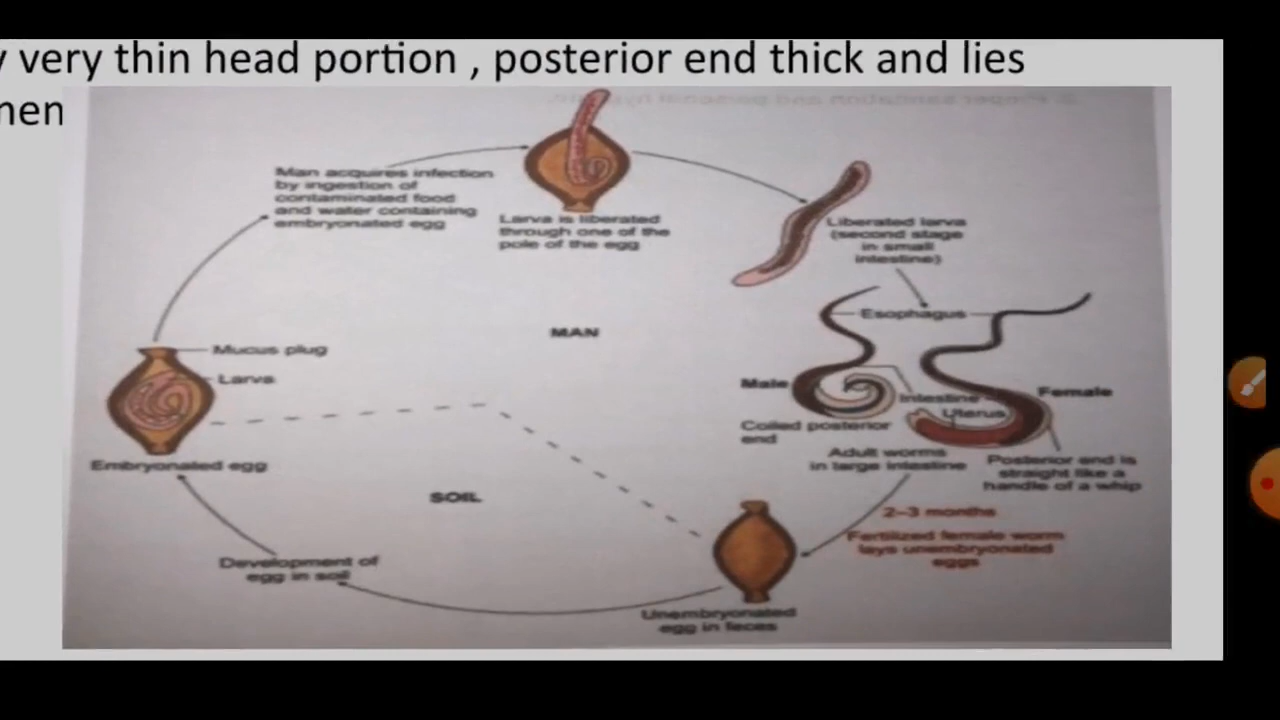 very thin head portion , posterior end thick and lies
men
Man acquires infection
by ingestion of
contaminated food
and water containing
embryonated egg
Larva is liberated
through one of the
pole of the egg
Liberated larva
(second stage
in small
intestine)
Esophagus
MAN
Mucus plug
Larva
Male
Female
Intestine
Uterus
Coiled posterior
end
Adult worms
in large intestine
Posterior end is
straight like a
handle of a whip
Embryonated egg
SOIL
2–3 months
Fertilized female worm
lays unembryonated
eggs
Development of
egg in soil
Unembryonated
egg in feces